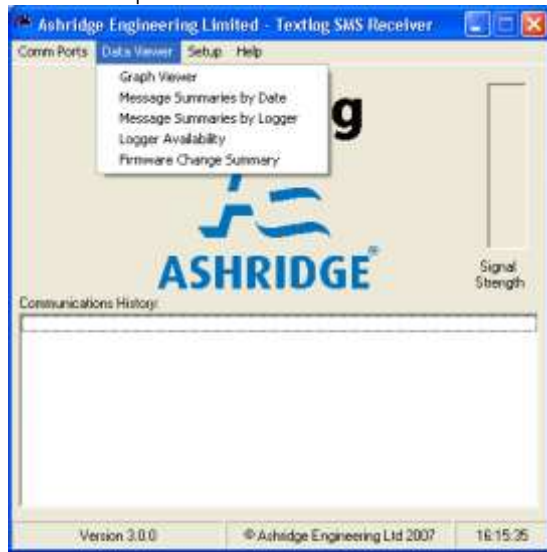 Ashridge Engineering Limited - Textlog SMS Receiver
Comm Ports Data Viewer Setup Help
Graph Viewer
Message Summaries by Date
Message Summaries by Logger
Logger Availability
Firmware Change Summary
g
ASHRIDGE®
Signal
Strength
Communications History:
Version 3.0.0 © Ashridge Engineering Ltd 2007 16:15:35